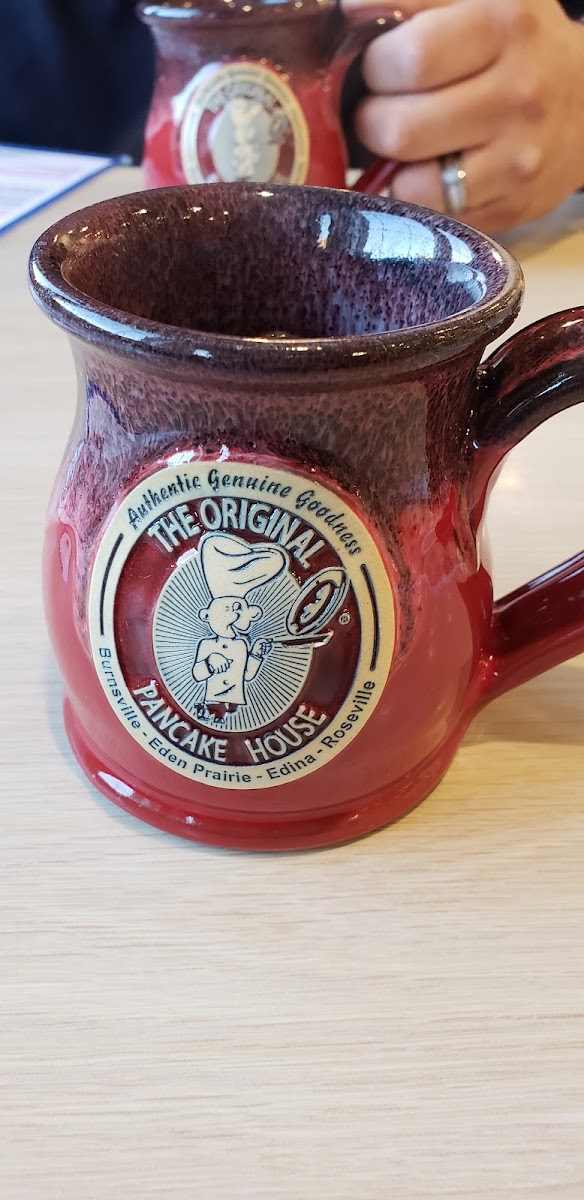 Authentic Genuine Goodness
THE ORIGINAL
®
PANCAKE HOUSE
Burnsville - Eden Prairie - Edina - Roseville